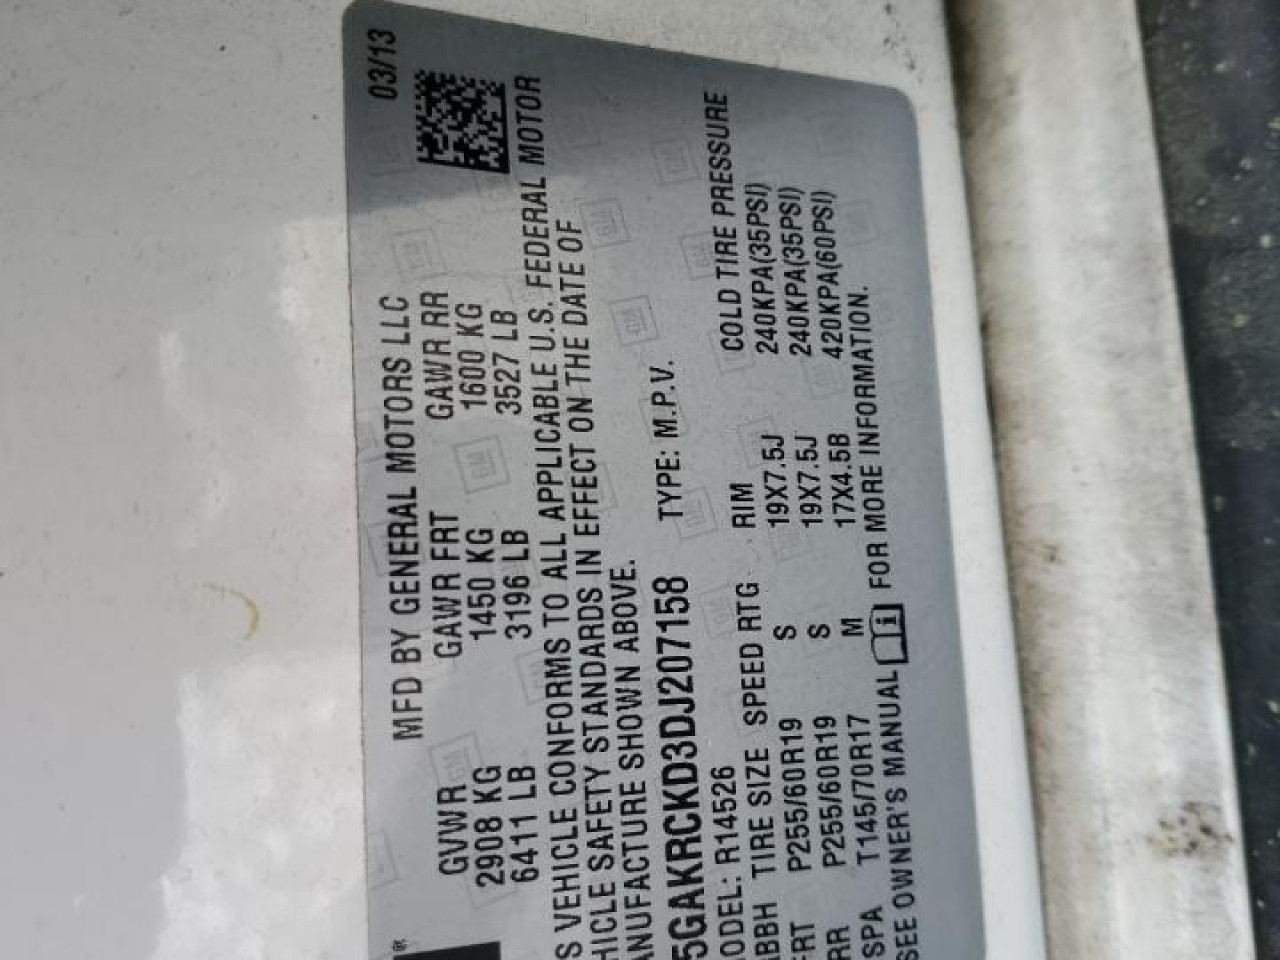 MFD BY GENERAL MOTORS LLC 03/13
GVWR GAWR FRT GAWR RR
2908 KG 1450 KG 1600 KG
6411 LB 3196 LB 3527 LB
S VEHICLE CONFORMS TO ALL APPLICABLE U.S. FEDERAL MOTOR
HICLE SAFETY STANDARDS IN EFFECT ON THE DATE OF
ANUFACTURE SHOWN ABOVE.
5GAKRCKD3DJ207158 TYPE: M.P.V.
ODEL: R14526
BBH TIRE SIZE SPEED RTG RIM COLD TIRE PRESSURE
FRT P255/60R19 S 19X7.5J 240KPA(35PSI)
RR P255/60R19 S 19X7.5J 240KPA(35PSI)
SPA T145/70R17 M 17X4.5B 420KPA(60PSI)
SEE OWNER'S MANUAL i FOR MORE INFORMATION.
®
GM